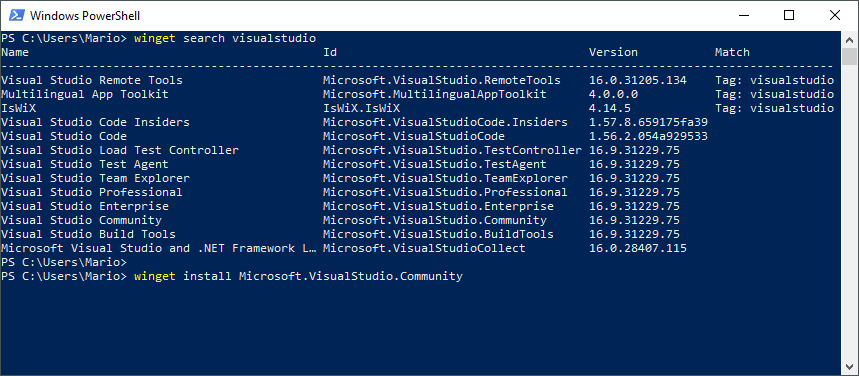 Windows PowerShell
PS C:\Users\Mario> winget search visualstudio
Name Id Version Match
-----------------------------------------------------------------------------------------------------------------------
Visual Studio Remote Tools Microsoft.VisualStudio.RemoteTools 16.0.31205.134 Tag: visualstudio
Multilingual App Toolkit Microsoft.MultilingualAppToolkit 4.0.0.0 Tag: visualstudio
IsWiX IsWiX.IsWiX 4.14.5 Tag: visualstudio
Visual Studio Code Insiders Microsoft.VisualStudioCode.Insiders 1.57.8.659175fa39
Visual Studio Code Microsoft.VisualStudioCode 1.56.2.054a929533
Visual Studio Load Test Controller Microsoft.VisualStudio.TestController 16.9.31229.75
Visual Studio Test Agent Microsoft.VisualStudio.TestAgent 16.9.31229.75
Visual Studio Team Explorer Microsoft.VisualStudio.TeamExplorer 16.9.31229.75
Visual Studio Professional Microsoft.VisualStudio.Professional 16.9.31229.75
Visual Studio Enterprise Microsoft.VisualStudio.Enterprise 16.9.31229.75
Visual Studio Community Microsoft.VisualStudio.Community 16.9.31229.75
Visual Studio Build Tools Microsoft.VisualStudio.BuildTools 16.9.31229.75
Microsoft Visual Studio and .NET Framework L… Microsoft.VisualStudioCollect 16.0.28407.115
PS C:\Users\Mario>
PS C:\Users\Mario> winget install Microsoft.VisualStudio.Community